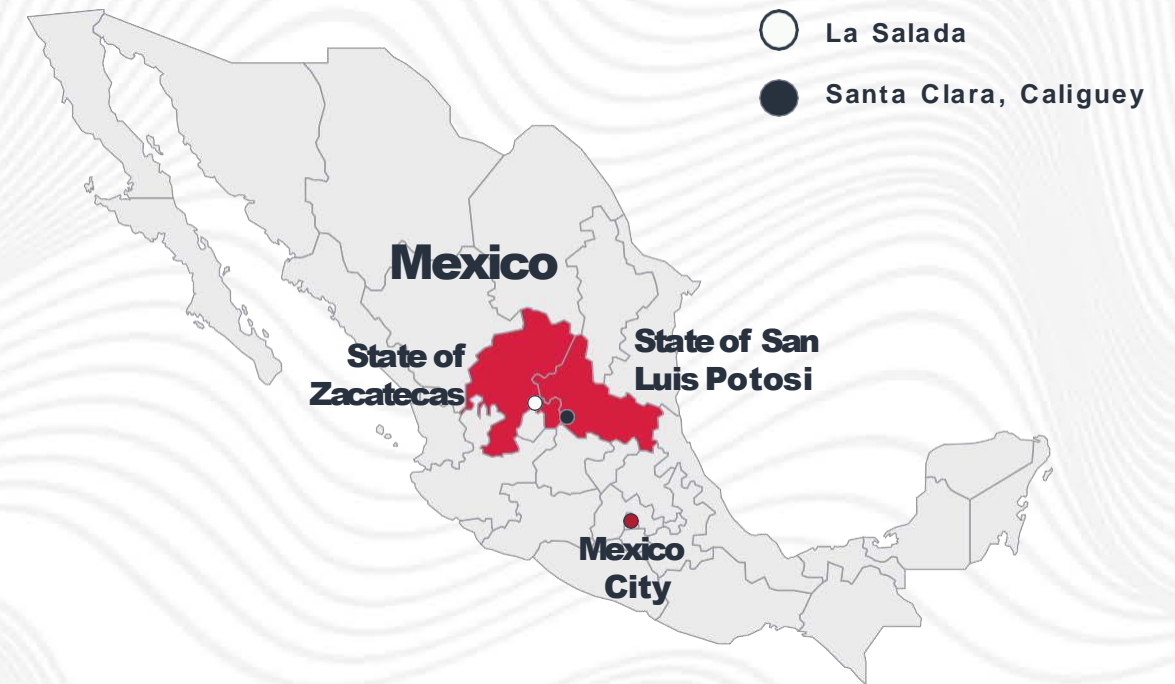 La Salada
Santa Clara, Caliguey
Mexico
State of
Zacatecas
State of San
Luis Potosi
Mexico
City